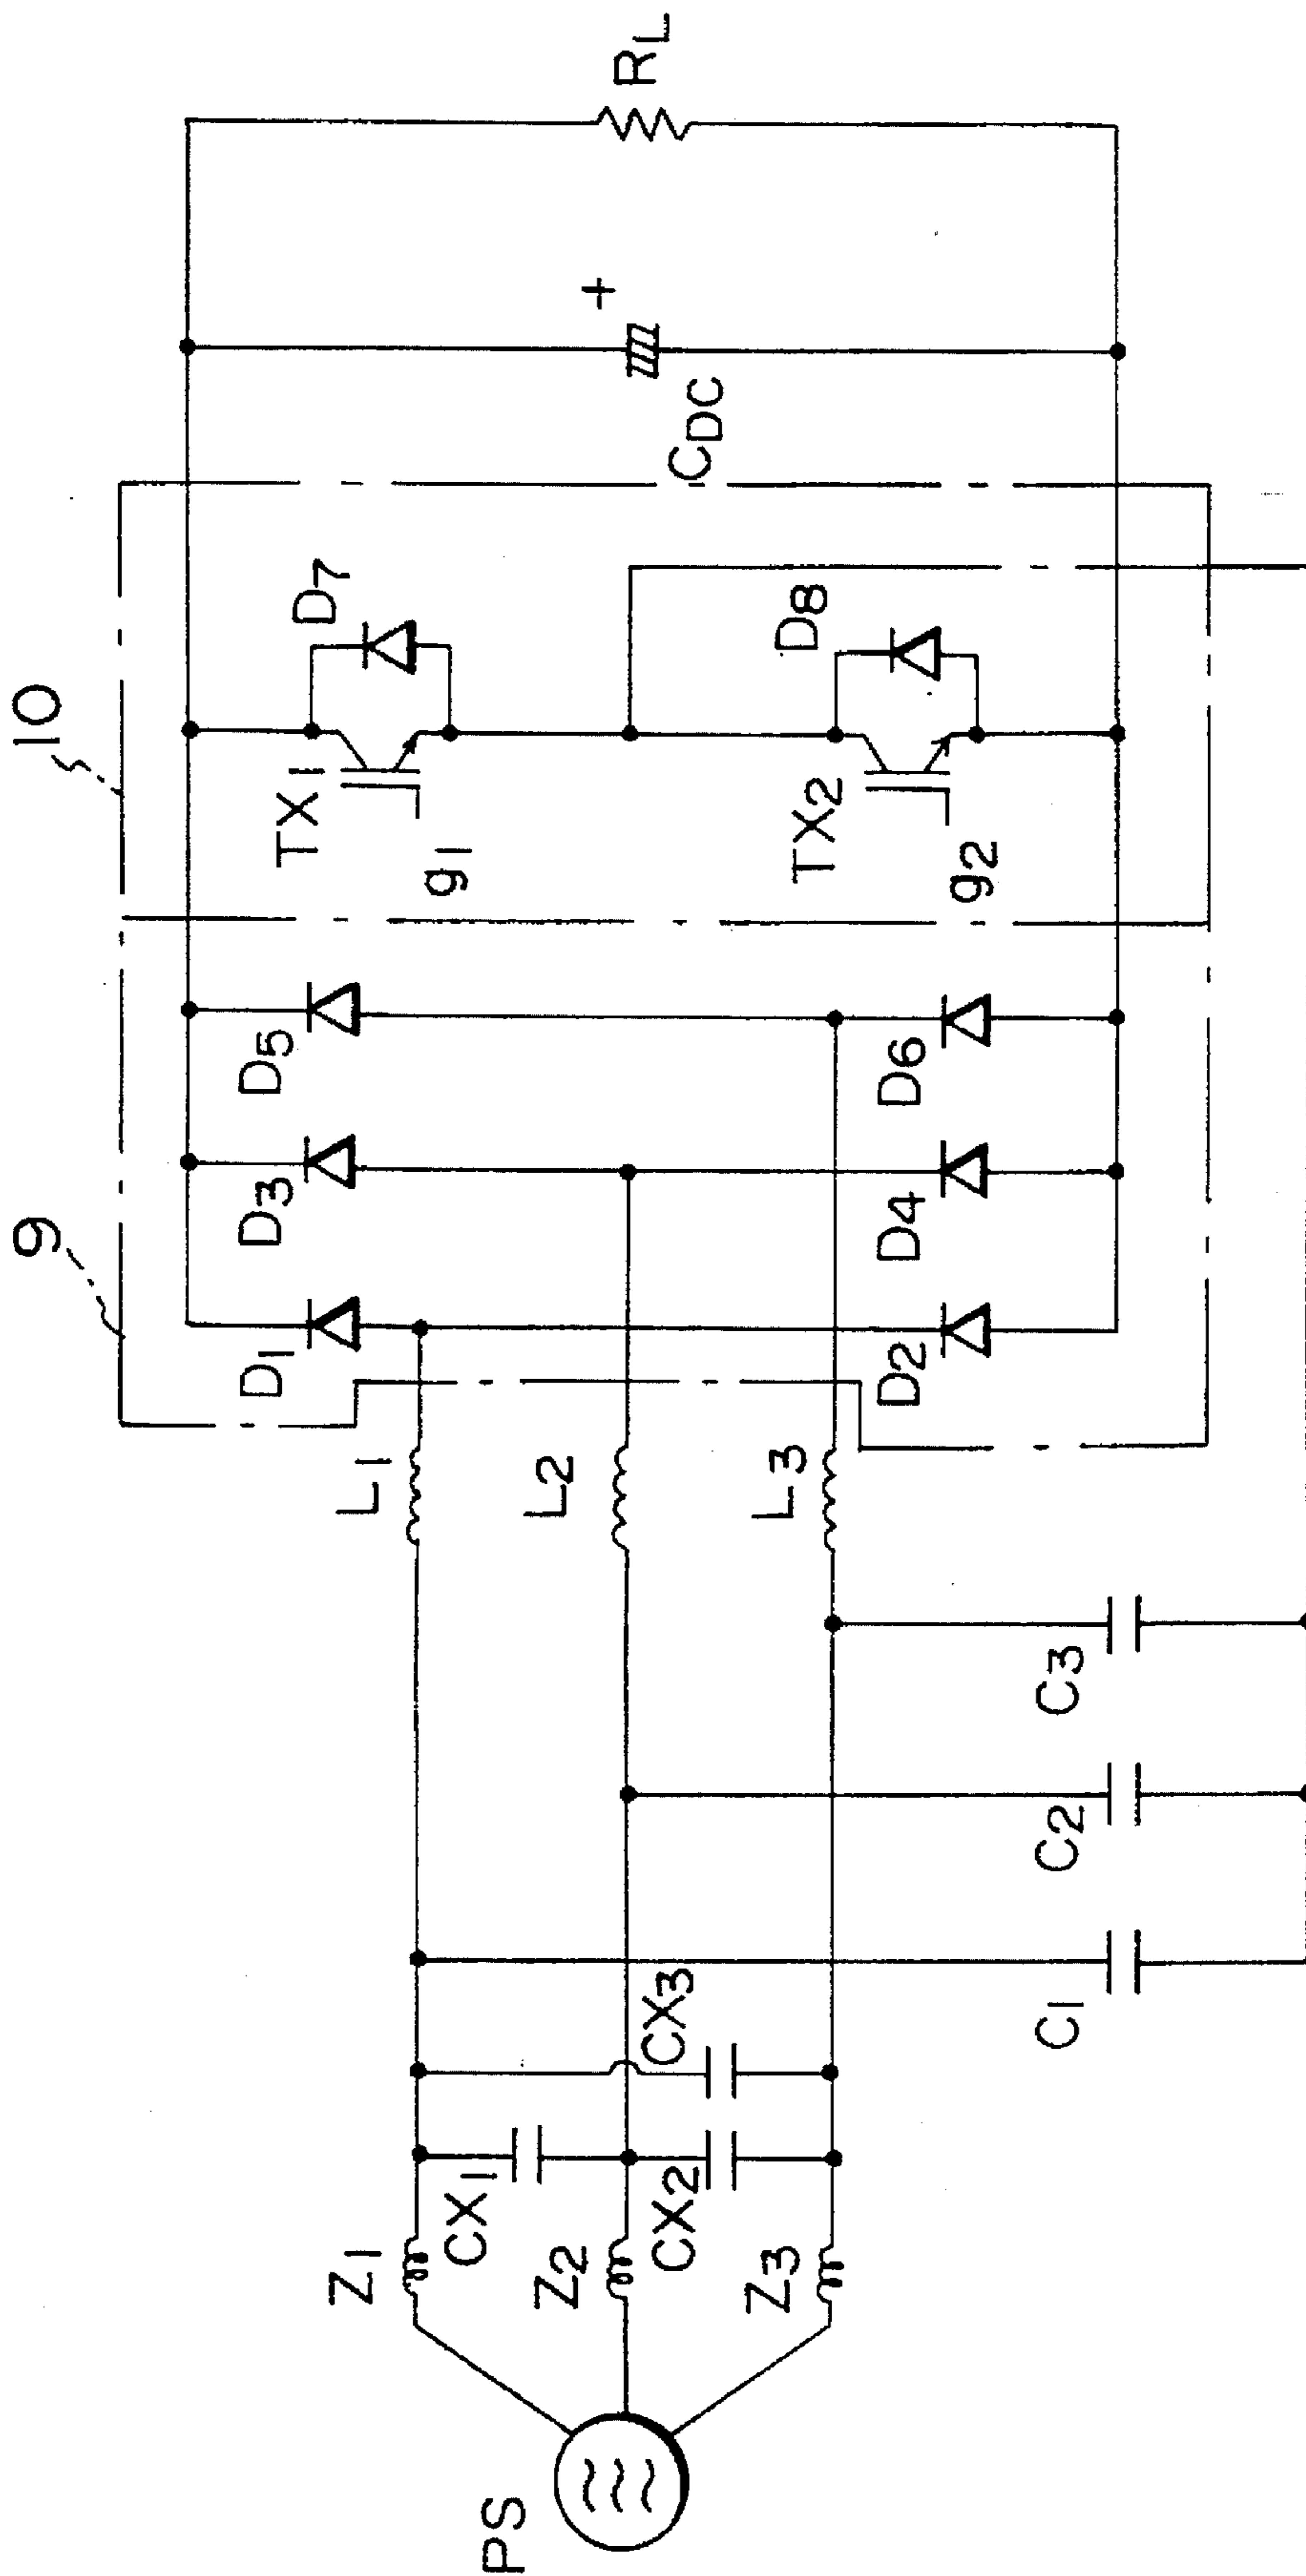 10
9
PS
Z1
Z2
Z3
CX1
CX2
CX3
C1
C2
C3
L1
L2
L3
D1
D2
D3
D4
D5
D6
TX1
g1
D7
TX2
g2
D8
CDC
+
RL